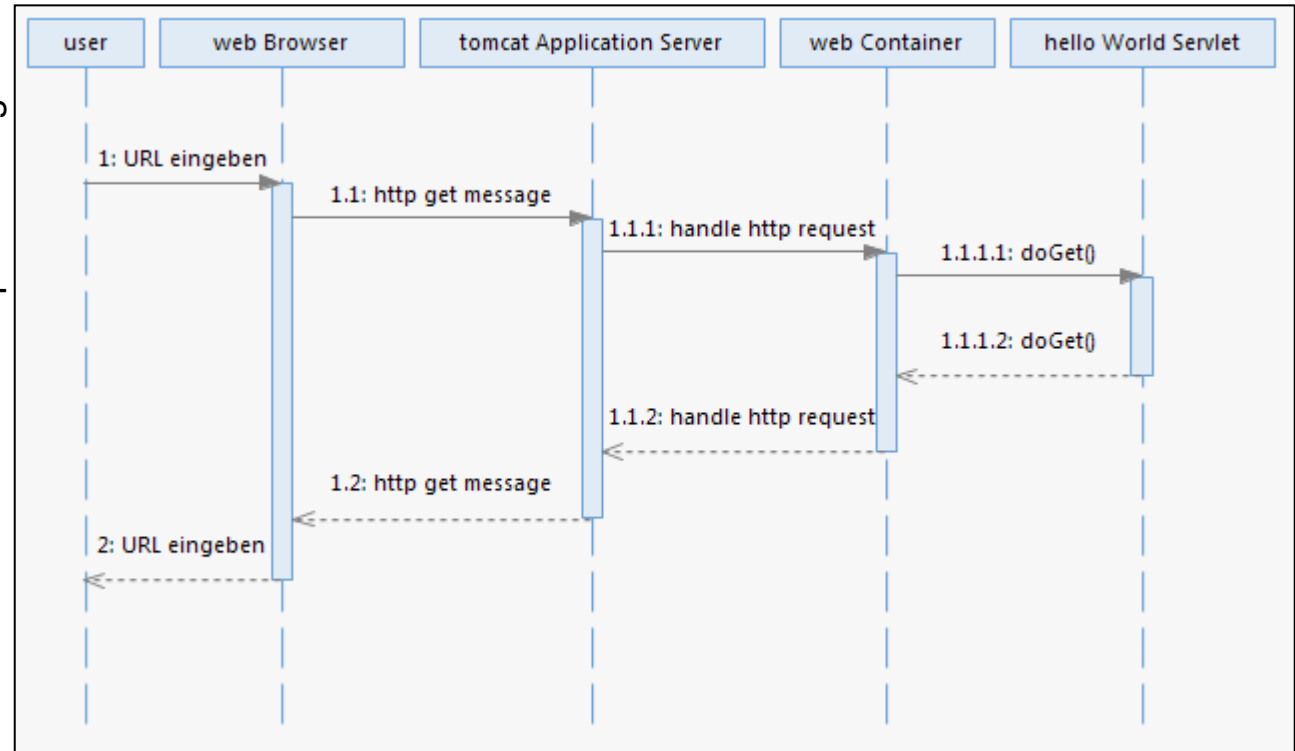 user
web Browser
tomcat Application Server
web Container
hello World Servlet
1: URL eingeben
1.1: http get message
1.1.1: handle http request
1.1.1.1: doGet()
1.1.1.2: doGet()
1.1.2: handle http request
1.2: http get message
2: URL eingeben